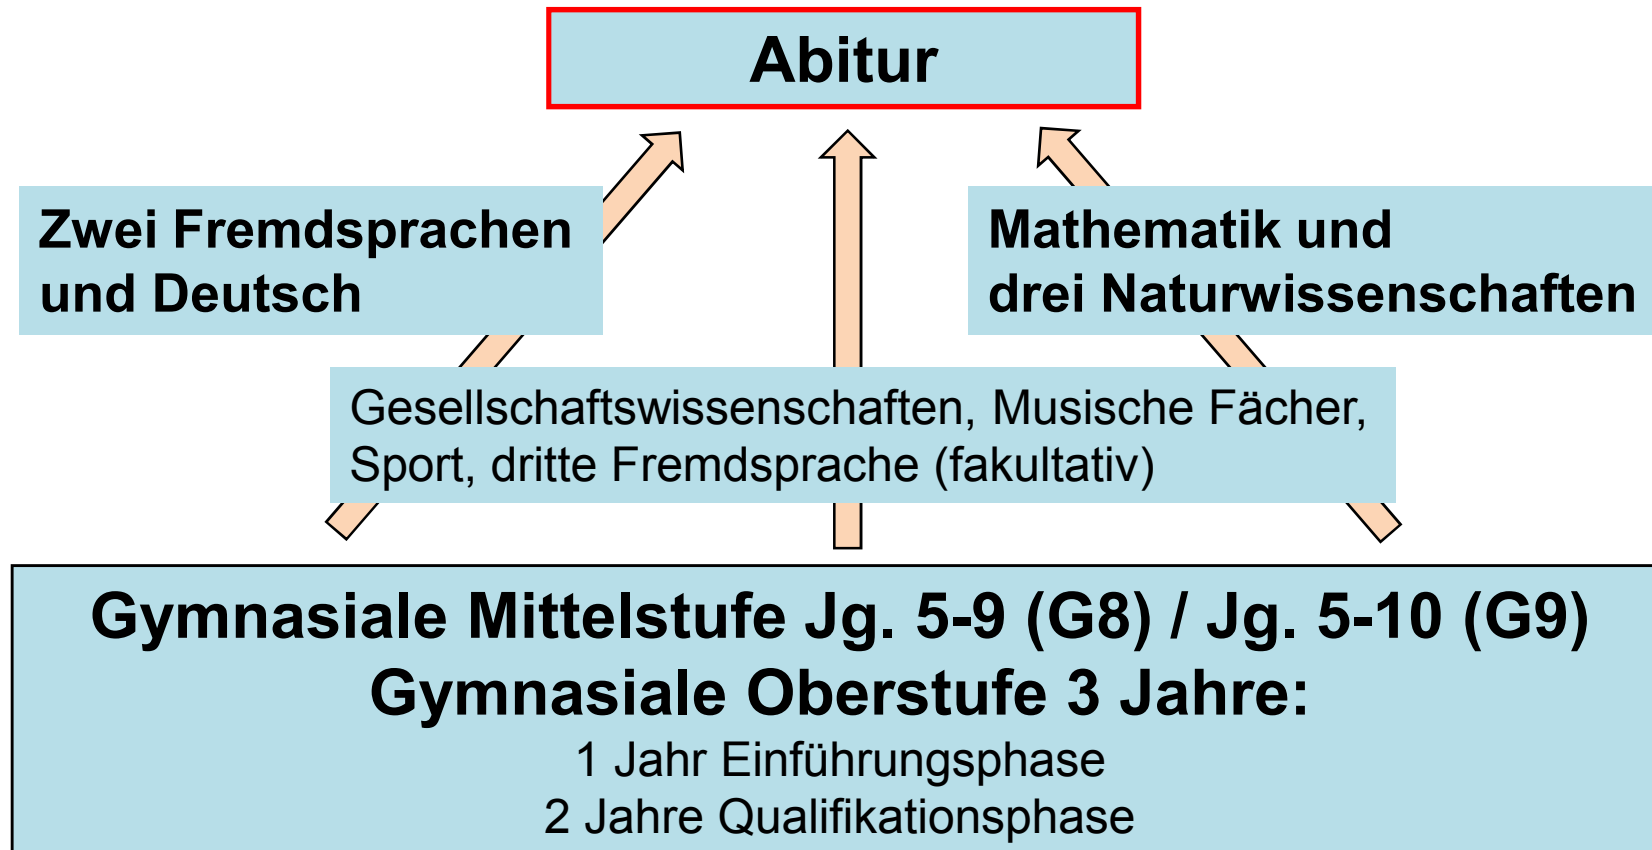 Abitur
Zwei Fremdsprachen
und Deutsch
Mathematik und
drei Naturwissenschaften
Gesellschaftswissenschaften, Musische Fächer,
Sport, dritte Fremdsprache (fakultativ)
Gymnasiale Mittelstufe Jg. 5-9 (G8) / Jg. 5-10 (G9)
Gymnasiale Oberstufe 3 Jahre:
1 Jahr Einführungsphase
2 Jahre Qualifikationsphase